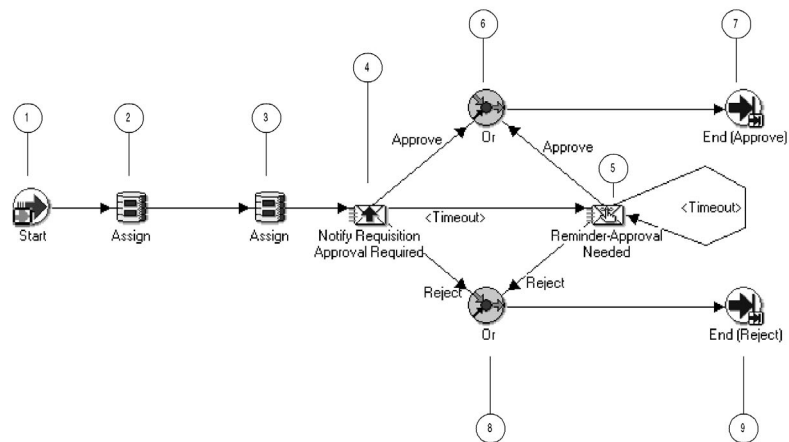 6
7
4
1
2
3
Or
End (Approve)
Approve
Approve
5
Start
Assign
Assign
<Timeout>
<Timeout>
Notify Requisition
Approval Required
Reminder-Approval
Needed
Reject
Reject
Or
End (Reject)
8
9